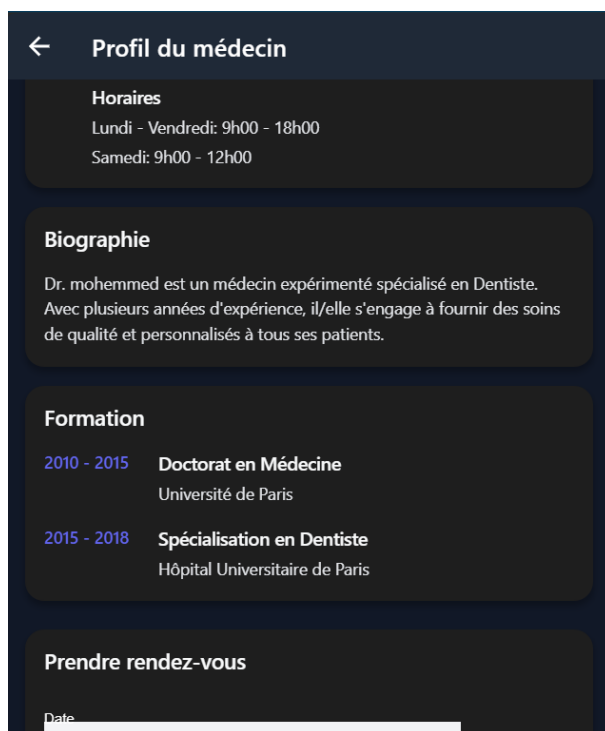 Profil du médecin
Horaires
Lundi - Vendredi: 9h00 - 18h00
Samedi: 9h00 - 12h00
Biographie
Dr. mohemmed est un médecin expérimenté spécialisé en Dentiste.
Avec plusieurs années d'expérience, il/elle s'engage à fournir des soins
de qualité et personnalisés à tous ses patients.
Formation
2010 - 2015 Doctorat en Médecine
Université de Paris
2015 - 2018 Spécialisation en Dentiste
Hôpital Universitaire de Paris
Prendre rendez-vous
Date